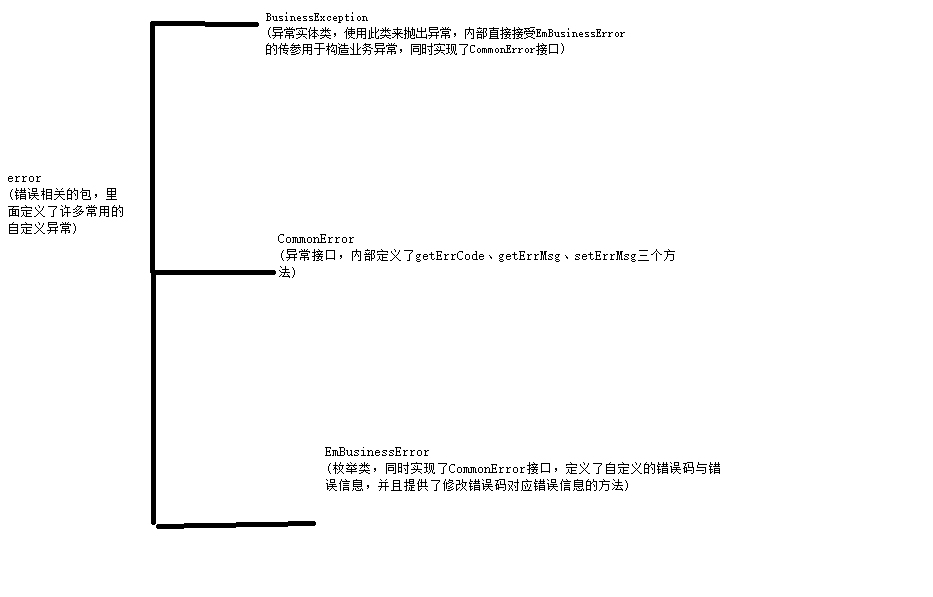 BusinessException
(异常实体类，使用此类来抛出异常，内部直接接受EmBusinessError
的传参用于构造业务异常，同时实现了CommonError接口)
error
(错误相关的包，里
面定义了许多常用的
自定义异常)
CommonError
(异常接口，内部定义了getErrCode、getErrMsg、setErrMsg三个方
法)
EmBusinessError
(枚举类，同时实现了CommonError接口，定义了自定义的错误码与错
误信息，并且提供了修改错误码对应错误信息的方法)